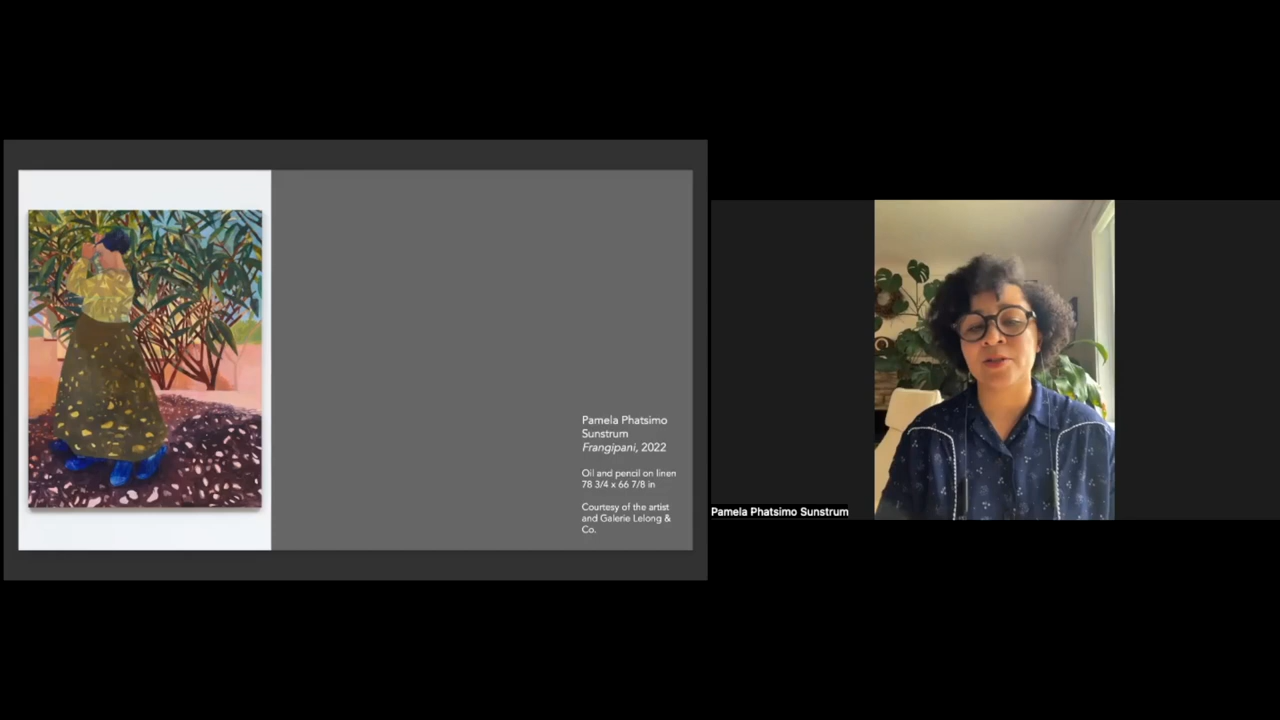 Pamela Phatsimo
Sunstrum
Frangipani, 2022
Oil and pencil on linen
78 3/4 x 66 7/8 in
Courtesy of the artist
and Galerie Lelong &
Co.
Pamela Phatsimo Sunstrum